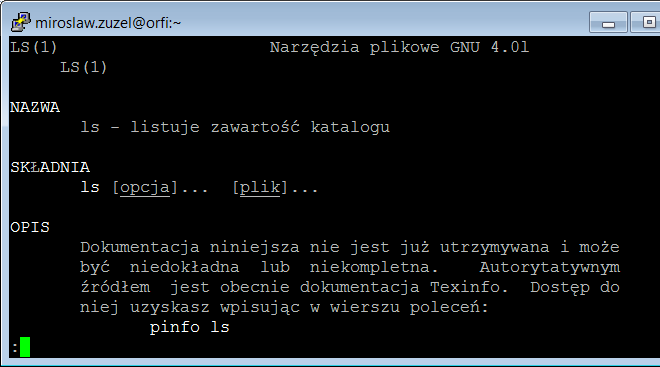 miroslaw.zuzel@orfi:~
LS(1) Narzędzia plikowe GNU 4.0l
LS(1)
NAZWA
ls - listuje zawartość katalogu
SKŁADNIA
ls [opcja]... [plik]...
OPIS
Dokumentacja niniejsza nie jest już utrzymywana i może
być niedokładna lub niekompletna. Autorytatywnym
źródłem jest obecnie dokumentacja Texinfo. Dostęp do
niej uzyskasz wpisując w wierszu poleceń:
pinfo ls
: